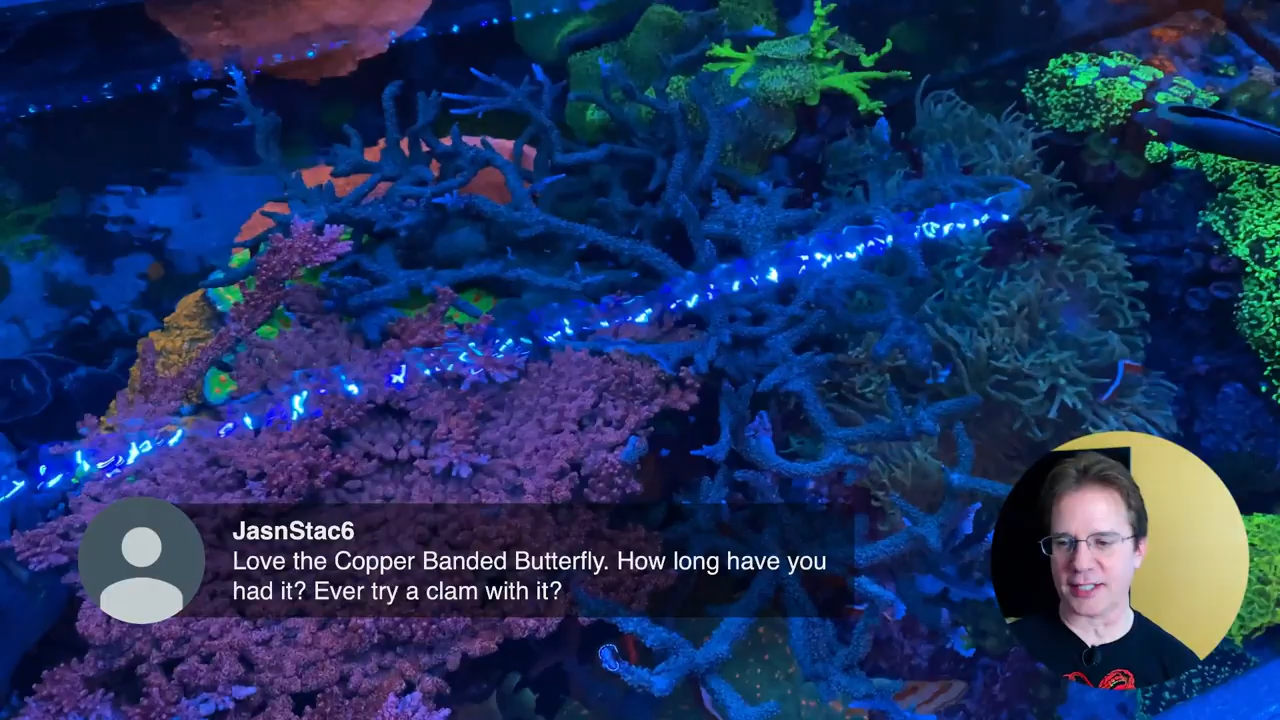 JasnStac6
Love the Copper Banded Butterfly. How long have you
had it? Ever try a clam with it?